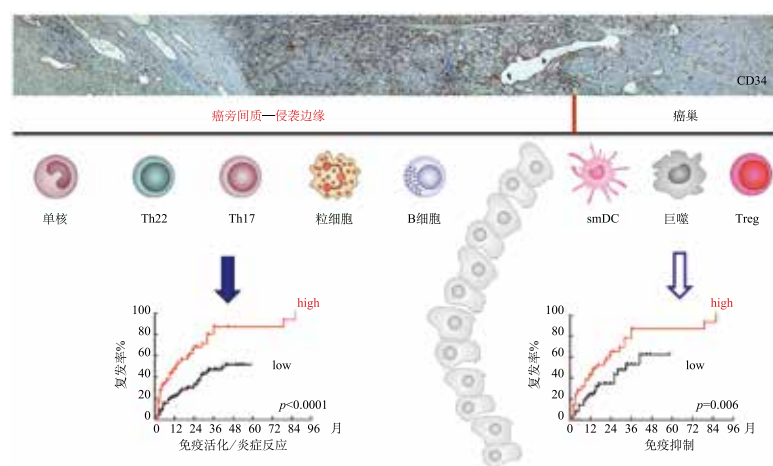 CD34
癌旁间质—侵袭边缘
癌巢
单核
Th22
Th17
粒细胞
B细胞
smDC
巨噬
Treg
high
100
80
60
40
20
0
复发率%
low
p<0.0001
0 12 24 36 48 60 72 84 96 月
免疫活化/炎症反应
high
100
80
60
40
20
0
复发率%
low
p=0.006
0 12 24 36 48 60 72 84 96 月
免疫抑制